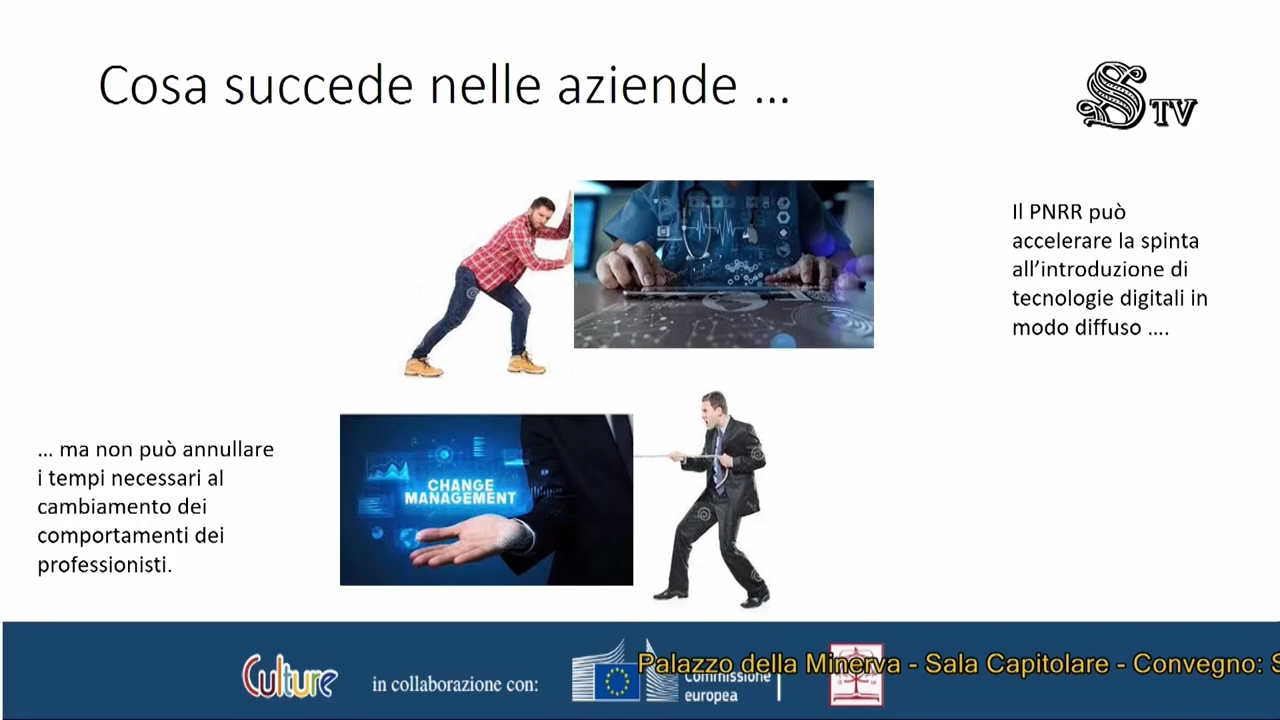 Cosa succede nelle aziende ...
S TV
Il PNRR può
accelerare la spinta
all'introduzione di
tecnologie digitali in
modo diffuso ....
... ma non può annullare
i tempi necessari al
cambiamento dei
comportamenti dei
professionisti.
CHANGE
MANAGEMENT
Culture
in collaborazione con:
Commissione
europea
Palazzo della Minerva - Sala Capitolare - Convegno: S